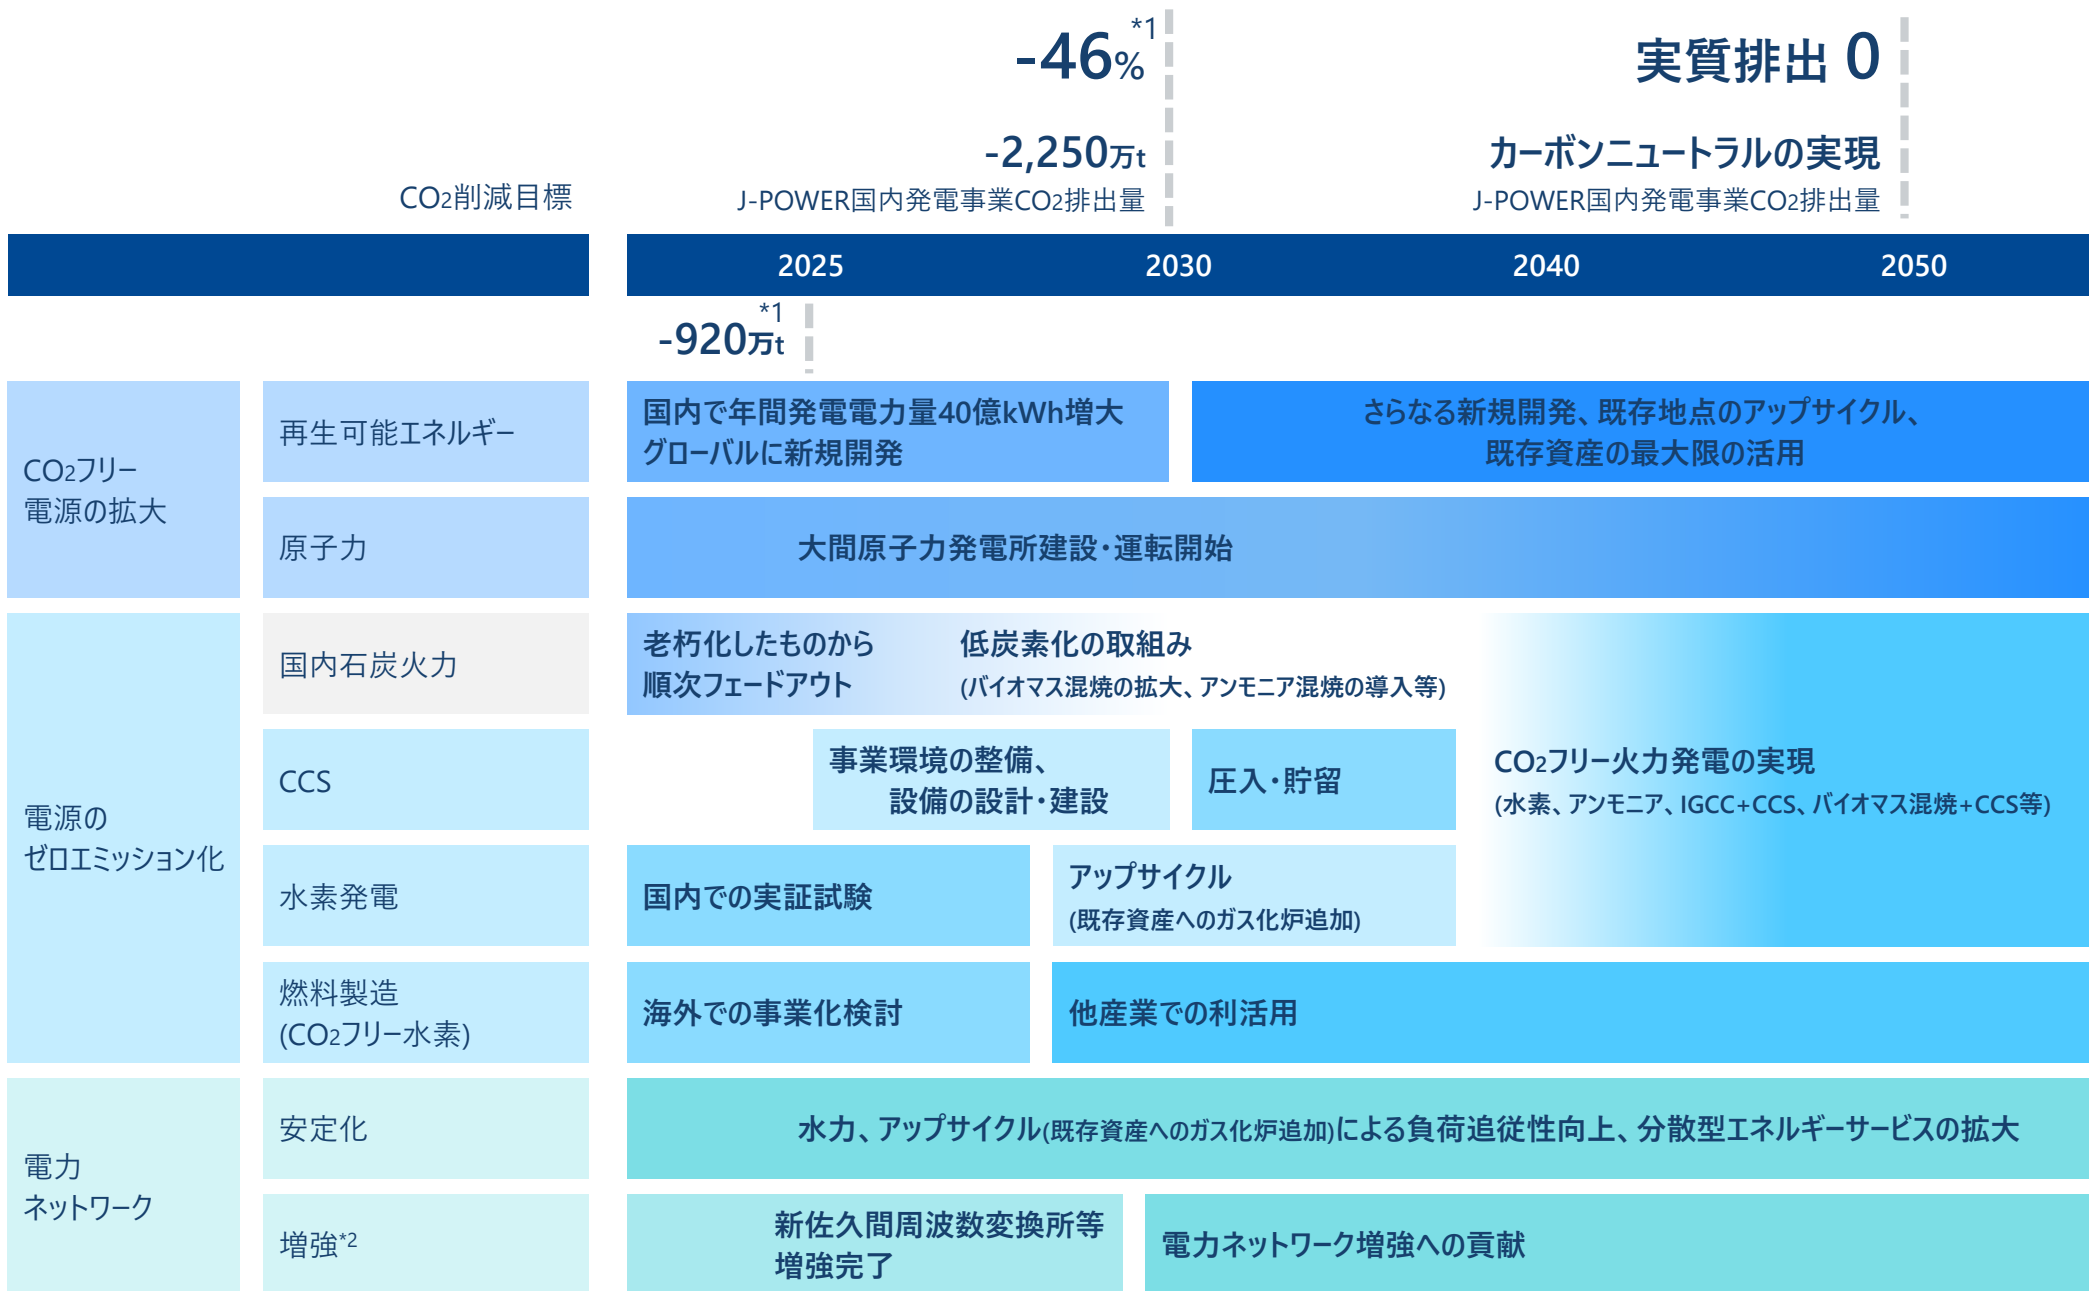 -46% *1
-2,250万t
J-POWER国内発電事業CO2排出量
実質排出 0
カーボンニュートラルの実現
J-POWER国内発電事業CO2排出量
CO2削減目標
2025 2030 2040 2050
-920万t *1
CO2フリー
電源の拡大
再生可能エネルギー
国内で年間発電電力量40億kWh増大
グローバルに新規開発
さらなる新規開発、既存地点のアップサイクル、
既存資産の最大限の活用
原子力
大間原子力発電所建設・運転開始
電源の
ゼロエミッション化
国内石炭火力
老朽化したものから
順次フェードアウト
低炭素化の取組み
(バイオマス混焼の拡大、アンモニア混焼の導入等)
CCS
事業環境の整備、
設備の設計・建設
圧入・貯留
CO2フリー火力発電の実現
(水素、アンモニア、IGCC+CCS、バイオマス混焼+CCS等)
水素発電
国内での実証試験
アップサイクル
(既存資産へのガス化炉追加)
燃料製造
(CO2フリー水素)
海外での事業化検討
他産業での利活用
電力
ネットワーク
安定化
水力、アップサイクル(既存資産へのガス化炉追加)による負荷追従性向上、分散型エネルギーサービスの拡大
増強*2
新佐久間周波数変換所等
増強完了
電力ネットワーク増強への貢献